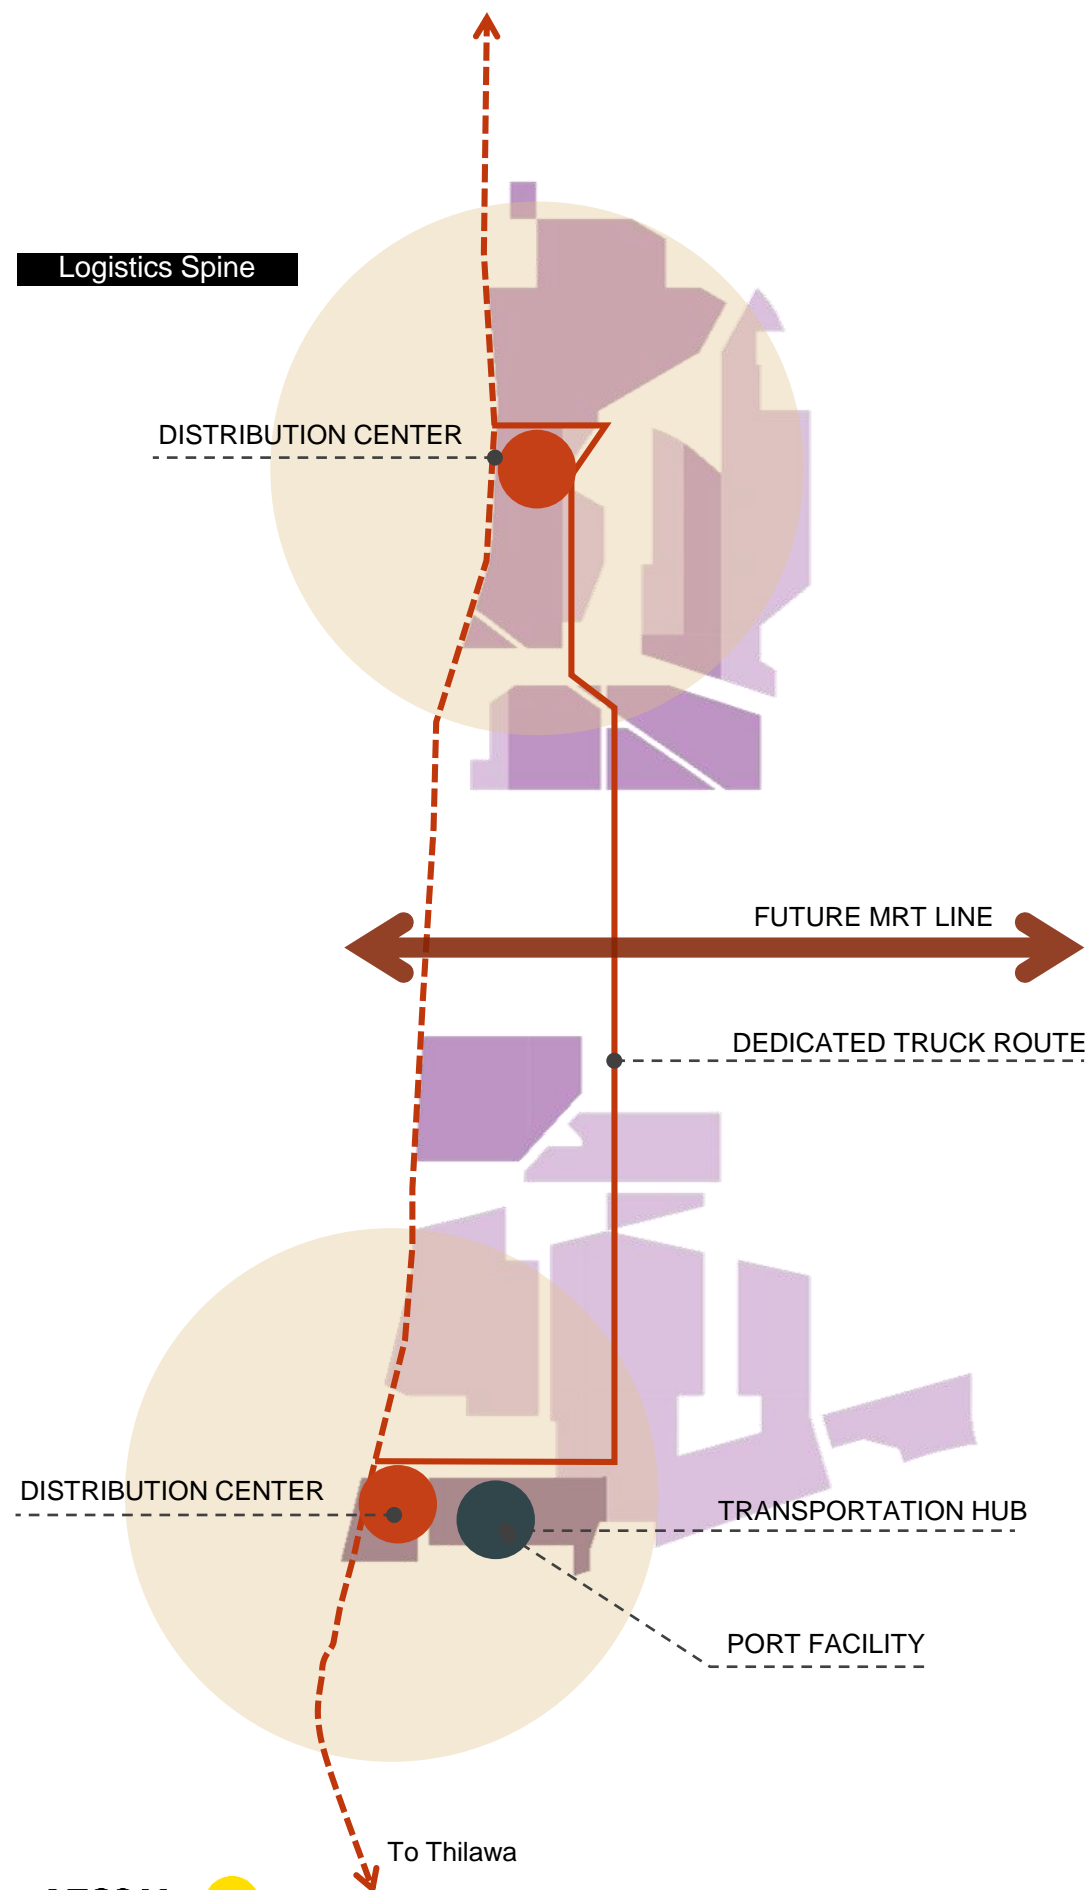 Logistics Spine
DISTRIBUTION CENTER
FUTURE MRT LINE
DEDICATED TRUCK ROUTE
DISTRIBUTION CENTER
TRANSPORTATION HUB
PORT FACILITY
To Thilawa